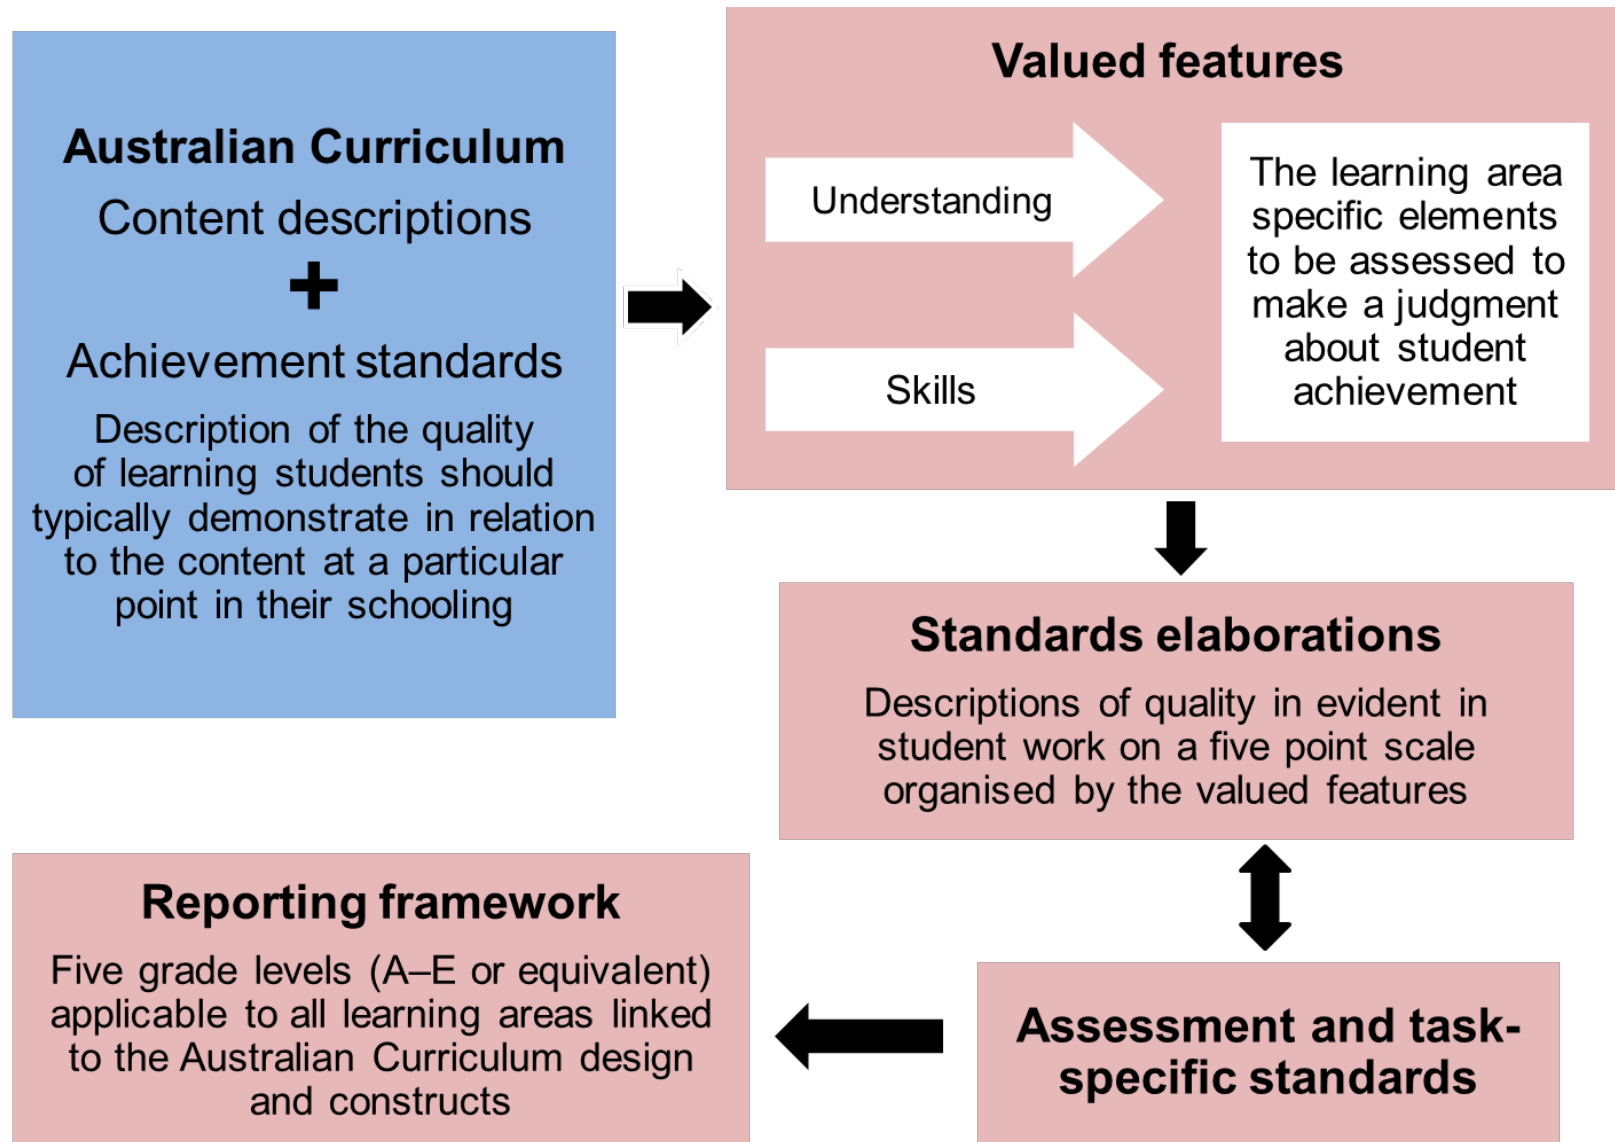 Australian Curriculum
Content descriptions
+
Achievement standards
Description of the quality
of learning students should
typically demonstrate in relation
to the content at a particular
point in their schooling
Valued features
Understanding
Skills
The learning area
specific elements
to be assessed to
make a judgment
about student
achievement
Standards elaborations
Descriptions of quality in evident in
student work on a five point scale
organised by the valued features
Assessment and task-
specific standards
Reporting framework
Five grade levels (A–E or equivalent)
applicable to all learning areas linked
to the Australian Curriculum design
and constructs